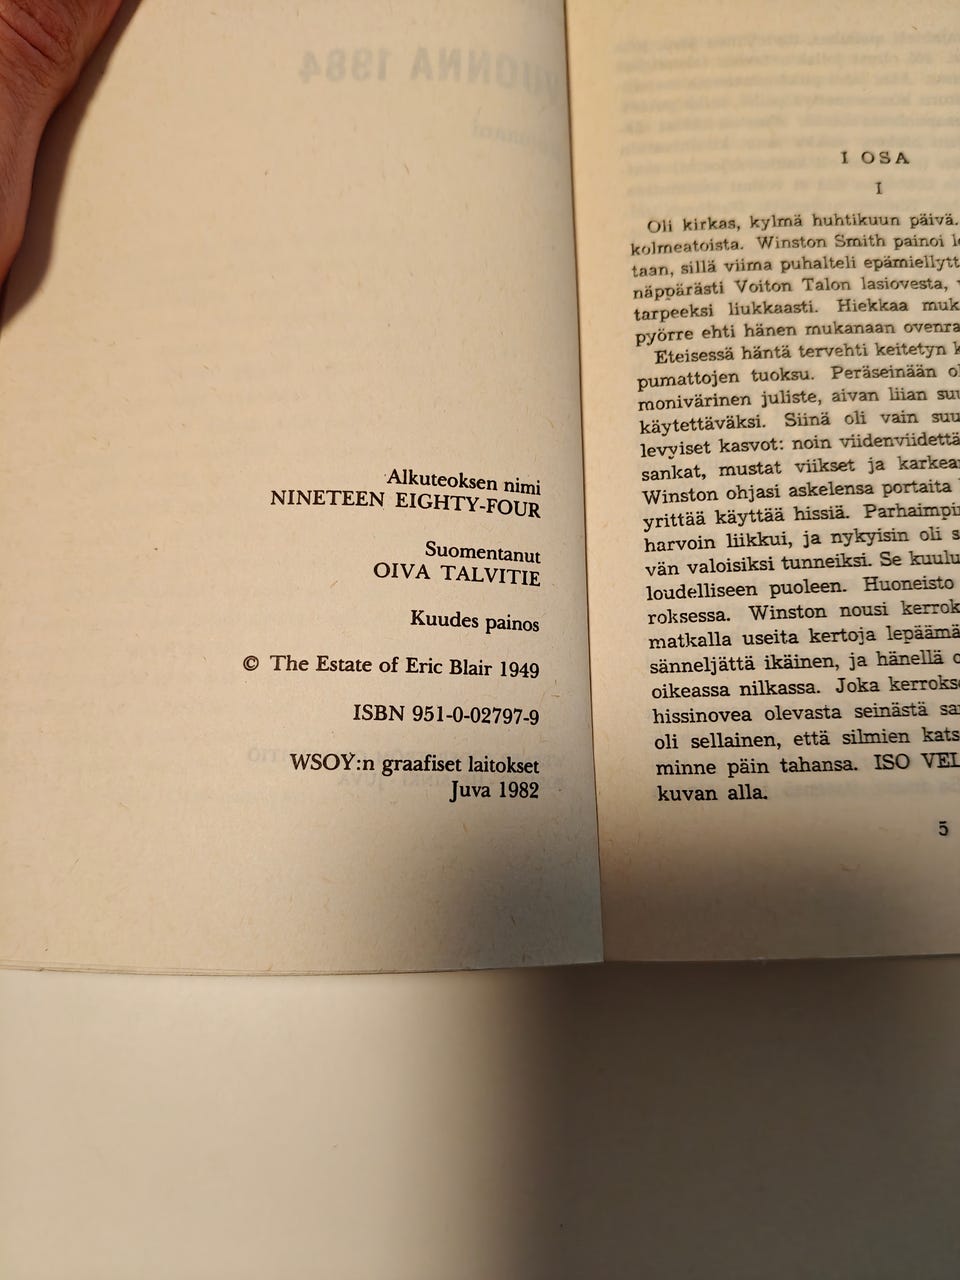 Alkuteoksen nimi
NINETEEN EIGHTY-FOUR
Suomentanut
OIVA TALVITIE
Kuudes painos
© The Estate of Eric Blair 1949
ISBN 951-0-02797-9
WSOY:n graafiset laitokset
Juva 1982
I OSA
I
Oli kirkas, kylmä huhtikuun päivä.
kolmeatoista. Winston Smith painoi
taan, sillä viima puhalteli
näppärästi Voiton Talon lasiovesta,
tarpeeksi liukkaasti. Hiekkaa
pyörre ehti hänen mukanaan
Eteisessä häntä tervehti keitetyn
pumattojen tuoksu. Peräseinään
monivärinen juliste, aivan liian
käytettäväksi. Siinä oli vain
levyiset kasvot: noin
sankat, mustat viikset ja
Winston ohjasi askelensa portaita
yrittää käyttää hissiä.
harvoin liikkui, ja nykyisin oli
vän valoisiksi tunneiksi. Se
loudelliseen puoleen. Huoneisto
roksessa. Winston nousi
matkalla useita kertoja
sänneljättä ikäinen, ja hänellä
oikeassa nilkassa. Joka
hissinovea olevasta seinästä
oli sellainen, että silmien
minne päin tahansa. ISO
kuvan alla.
5